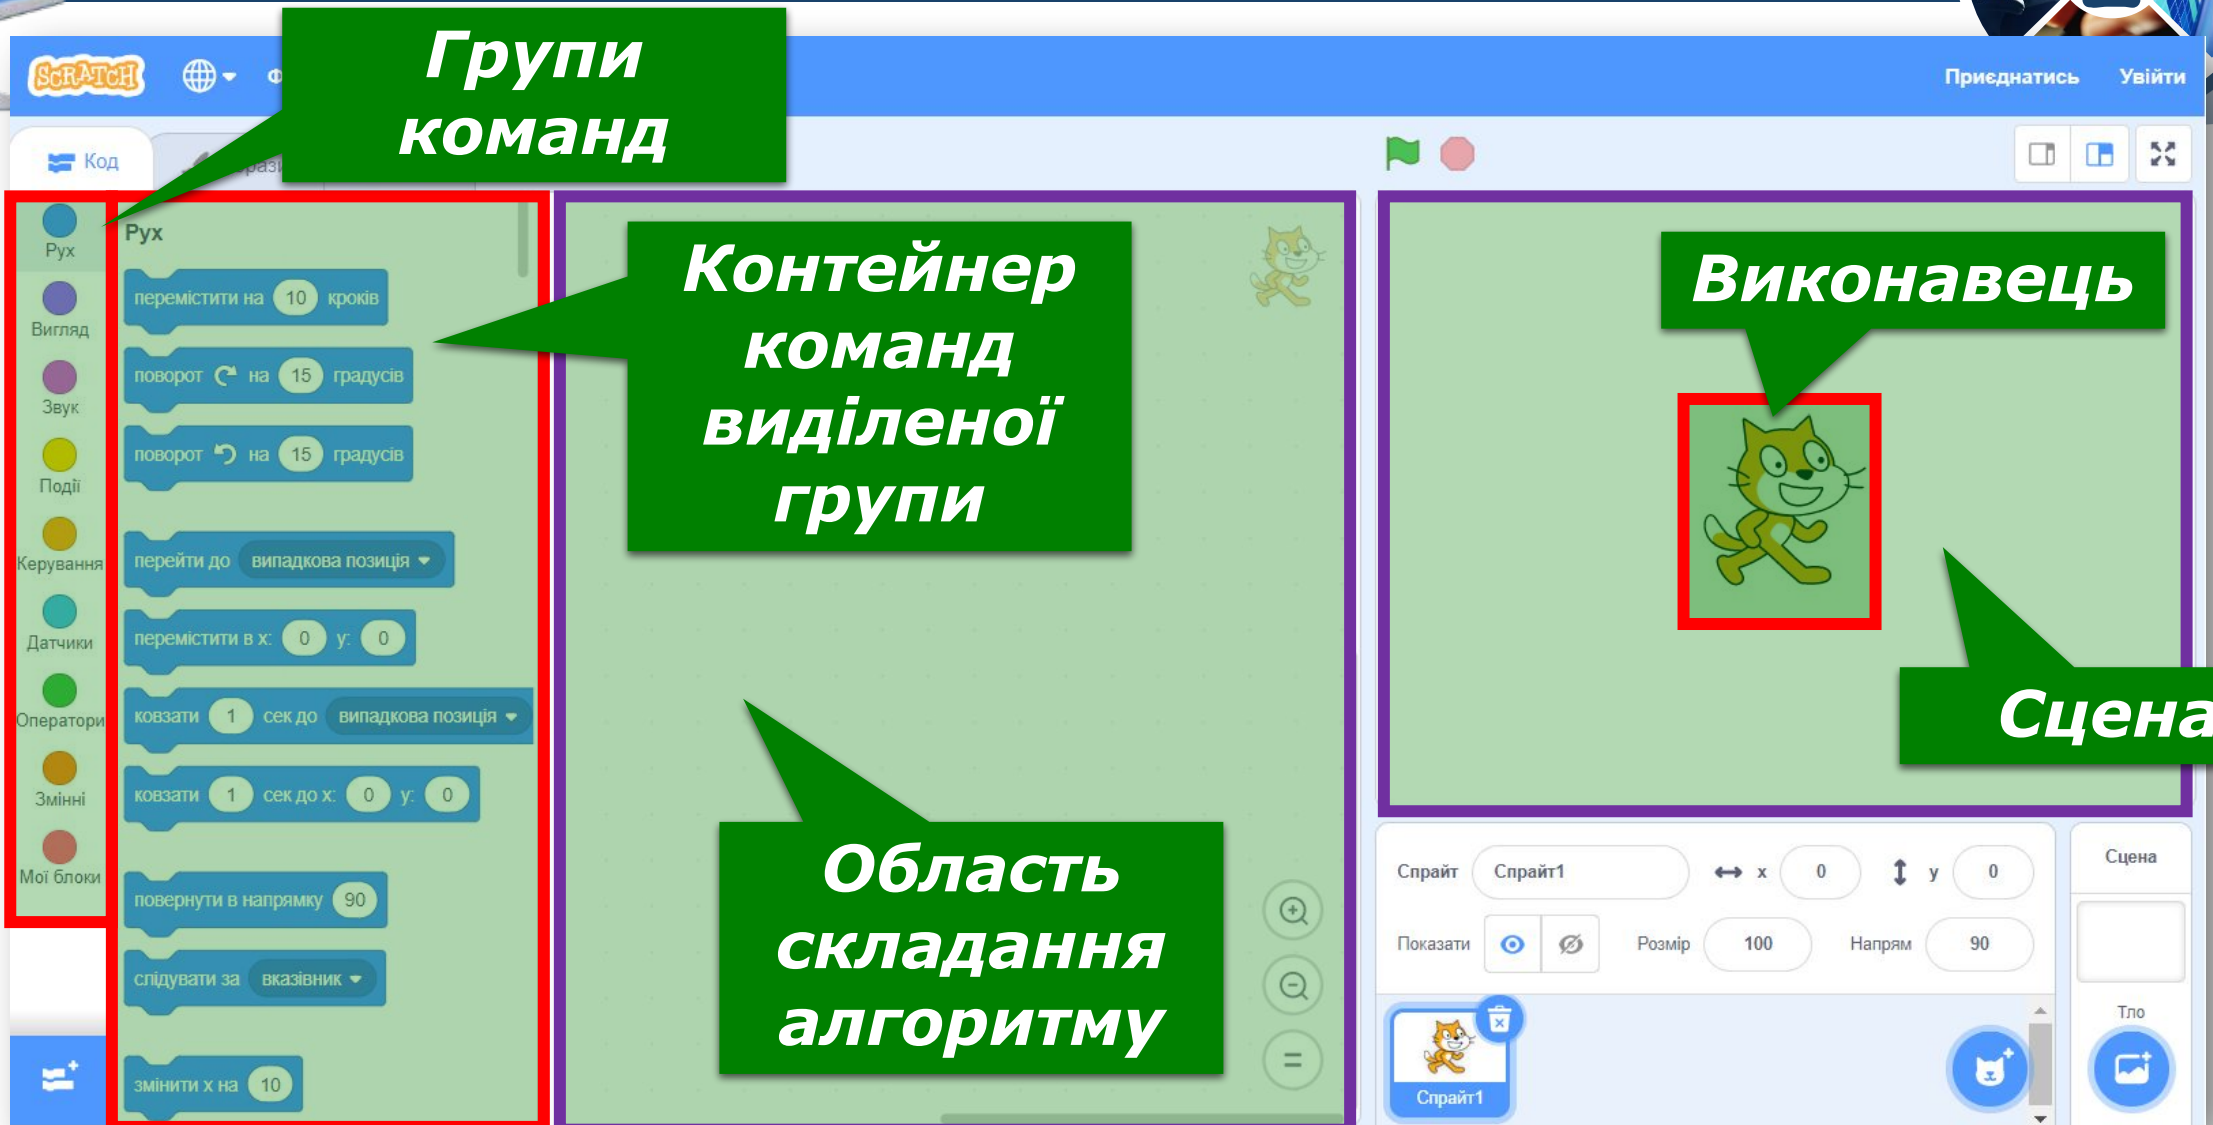 Групи
команд
SCRATCH
Приєднатись Увійти
Код
Рух
Вигляд
Звук
Події
Керування
Датчики
Оператори
Змінні
Мої блоки
Рух
перемістити на 10 кроків
поворот на 15 градусів
поворот на 15 градусів
перейти до випадкова позиція
перемістити в x: 0 y: 0
ковзати 1 сек до випадкова позиція
ковзати 1 сек до x: 0 y: 0
повернути в напрямку 90
слідувати за вказівник
змінити x на 10
Контейнер
команд
виділеної
групи
Область
складання
алгоритму
Виконавець
Сцена
Спрайт Спрайт1 x 0 y 0
Показати Розмір 100 Напрям 90
Спрайт1
Сцена
Тло